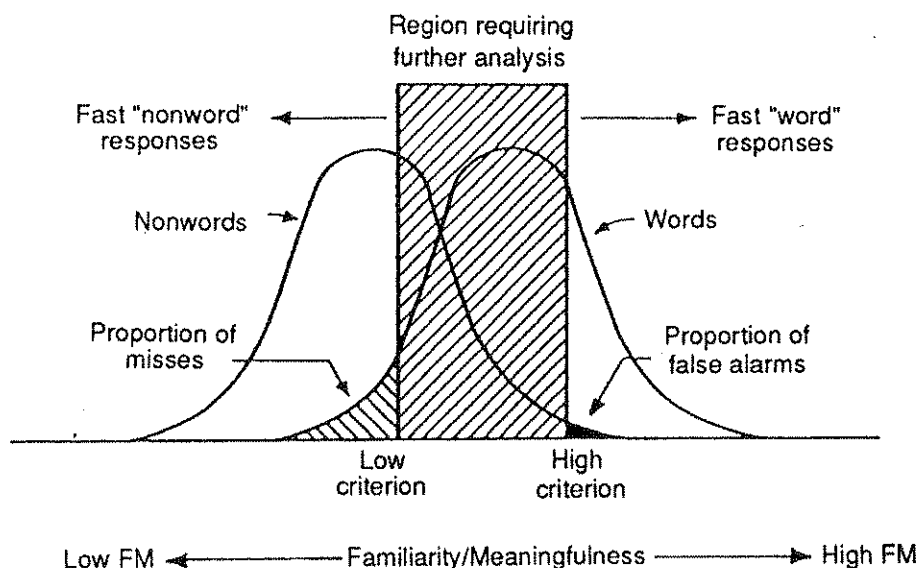 Region requiring
further analysis
Fast "nonword"
responses
Fast "word"
responses
Nonwords
Words
Proportion of
misses
Proportion of
false alarms
Low
criterion
High
criterion
Low FM
Familiarity/Meaningfulness
High FM